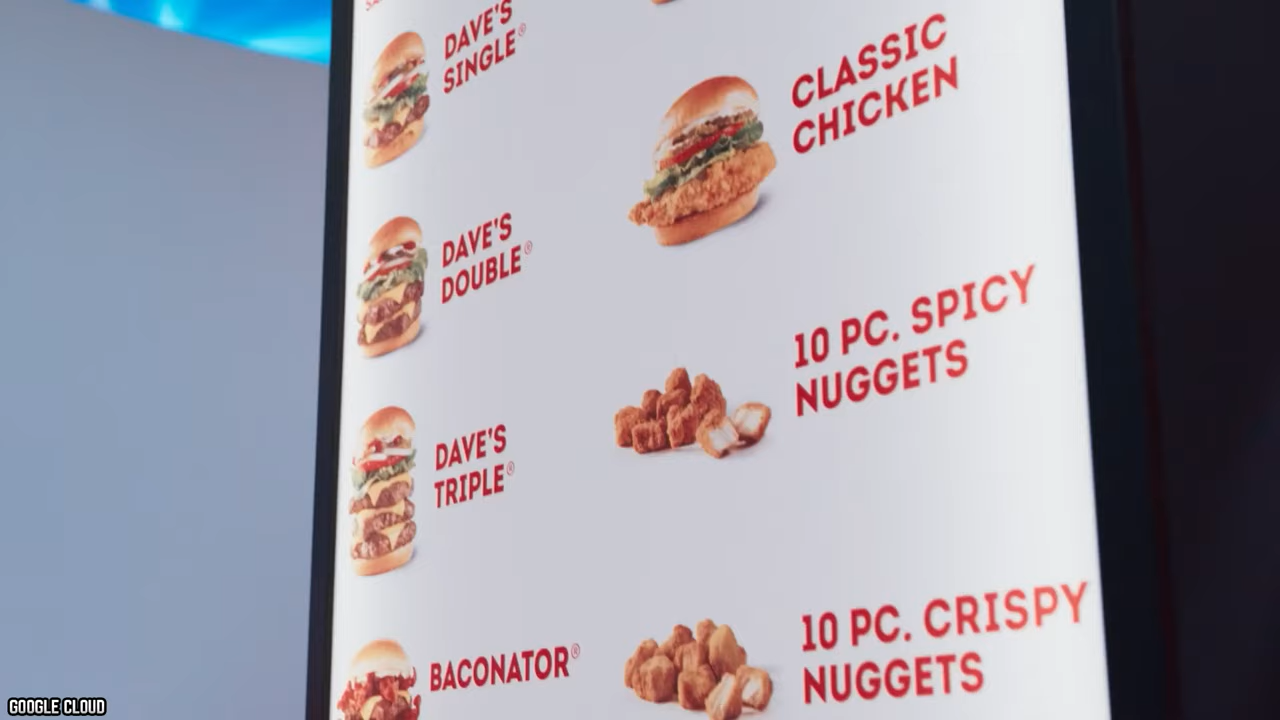 DAVE'S
SINGLE®
DAVE'S
DOUBLE®
DAVE'S
TRIPLE®
BACONATOR®
CLASSIC
CHICKEN
10 PC. SPICY
NUGGETS
10 PC. CRISPY
NUGGETS
GOOGLE CLOUD